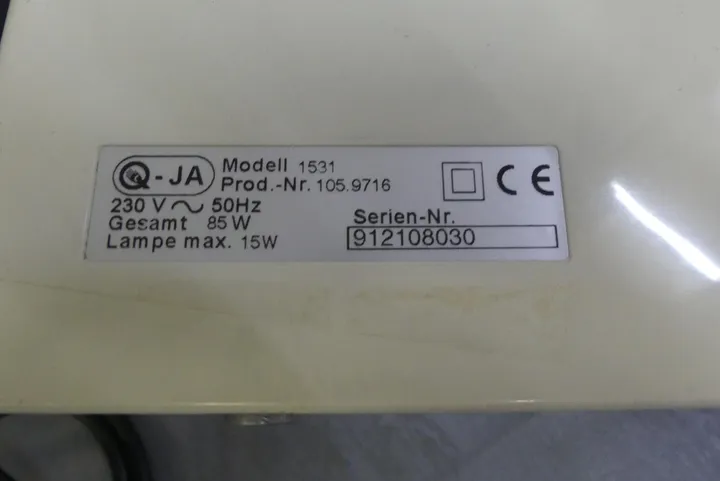 Q-JA
Modell 1531
Prod.-Nr. 105.9716
230 V ~ 50Hz
Gesamt 85 W
Lampe max. 15W
CE
Serien-Nr.
912108030